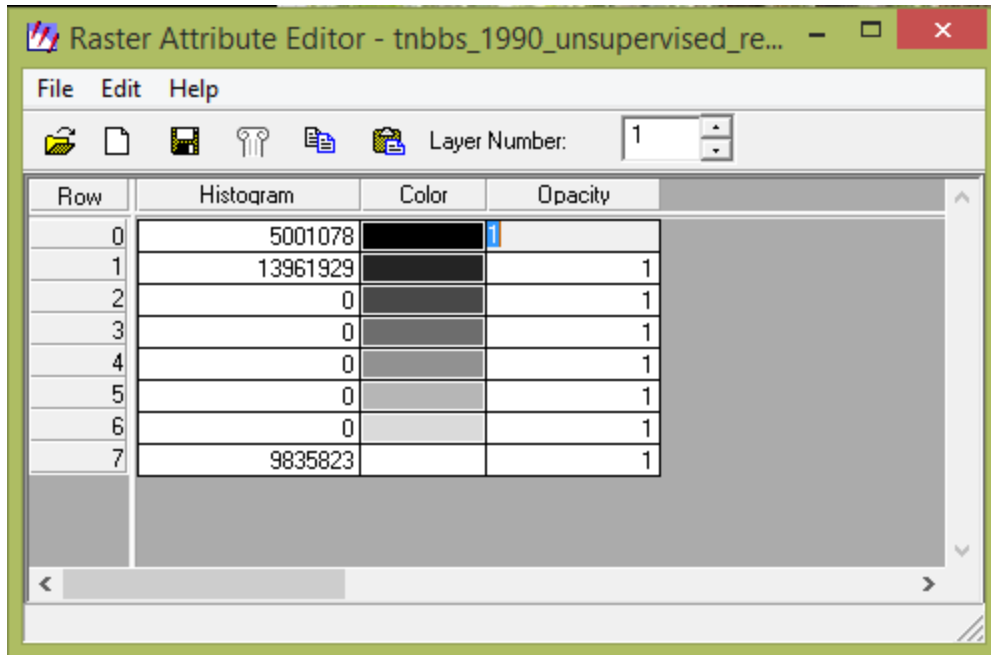 Raster Attribute Editor - tnbbs_1990_unsupervised_re...
File Edit Help
Layer Number: 1
Row Histogram Color Opacity
0 5001078 1
1 13961929 1
2 0 1
3 0 1
4 0 1
5 0 1
6 0 1
7 9835823 1